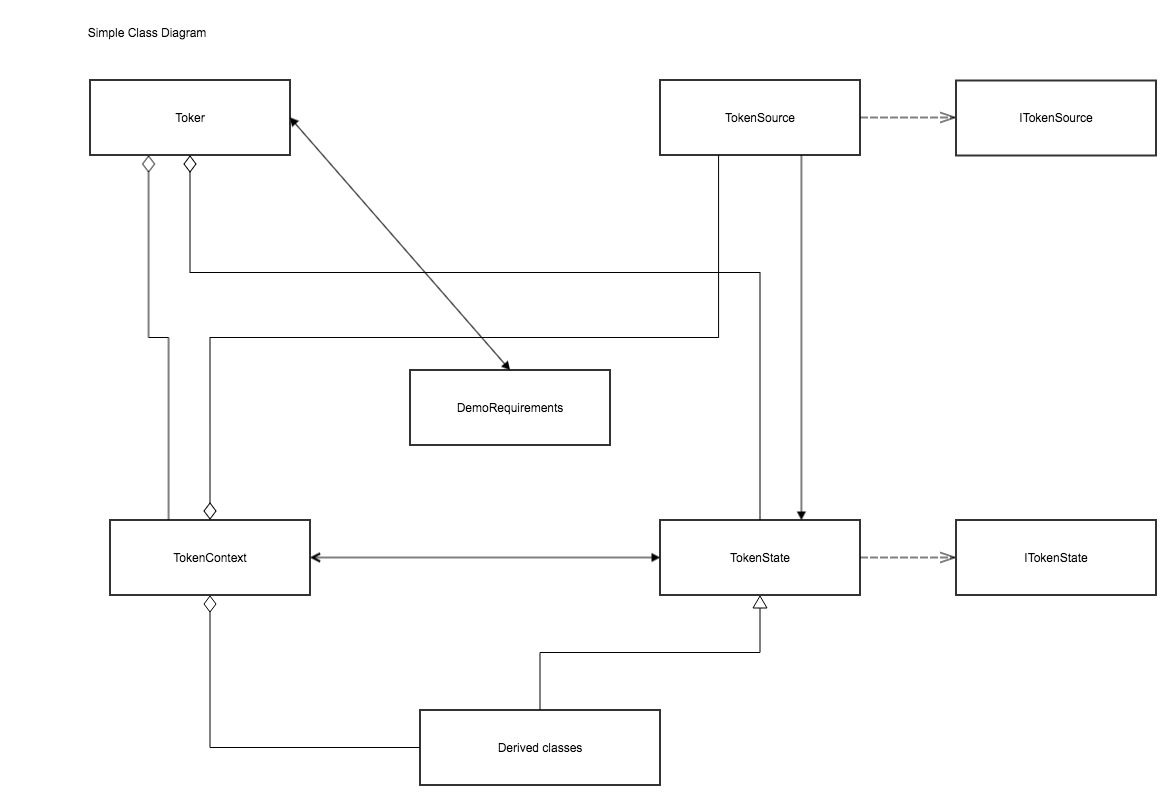 Simple Class Diagram
Toker
TokenSource
ITokenSource
DemoRequirements
TokenContext
TokenState
ITokenState
Derived classes